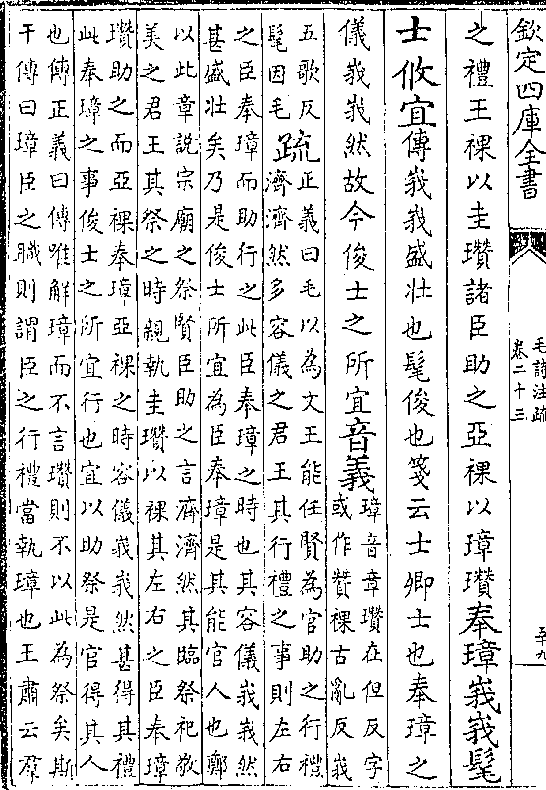 欽定四庫全書
毛詩注疏
卷二十三
五十九
之禮王祼以圭瓚諸臣助之亞祼以璋瓚奉璋峩峩髦
士攸宜傳峩峩盛壯也髦俊也箋云士卿士也奉璋之
儀峩峩然故今俊士之所宜音義
璋音章瓚在但反字
或作贊祼古亂反峩
五歌反
髦因毛
疏
正義曰毛以為文王能任賢為官助之行禮
濟濟然多容儀之君王其行禮之事則左右
之臣奉璋而助行之此臣奉璋之時也其容儀峩峩然
甚盛壯矣乃是俊士所宜為臣奉璋是其能官人也鄭
以此章說宗廟之祭賢臣助之言濟濟然其臨祭祀敬
美之君王其祭之時親執圭瓚以祼其左右之臣奉璋
瓚助之而亞祼奉璋亞祼之時容儀峩峩然甚得其禮
此奉璋之事俊士之所宜行也宜以助祭是官得其人
也傳正義曰傳唯解璋而不言瓚則不以此為祭矣斯
干傳曰璋臣之職則謂臣之行禮當執璋也王肅云羣